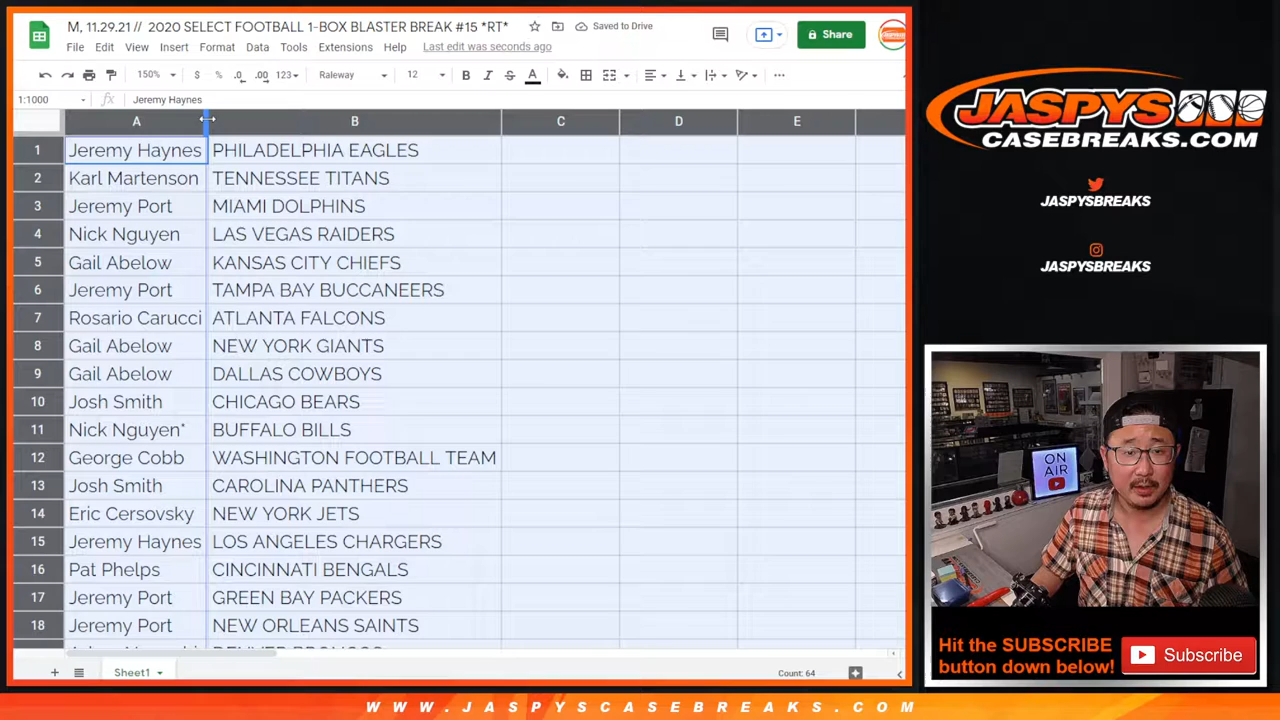 M, 11.29.21 // 2020 SELECT FOOTBALL 1-BOX BLASTER BREAK #15 *RT*
Saved to Drive
File Edit View Insert Format Data Tools Extensions Help Last edit was seconds ago
Share
150% $ % .0 .00 123 Raleway 12 B I S A
1:1000 fx Jeremy Haynes
A B C D E
1 Jeremy Haynes PHILADELPHIA EAGLES
2 Karl Martenson TENNESSEE TITANS
3 Jeremy Port MIAMI DOLPHINS
4 Nick Nguyen LAS VEGAS RAIDERS
5 Gail Abelow KANSAS CITY CHIEFS
6 Jeremy Port TAMPA BAY BUCCANEERS
7 Rosario Carucci ATLANTA FALCONS
8 Gail Abelow NEW YORK GIANTS
9 Gail Abelow DALLAS COWBOYS
10 Josh Smith CHICAGO BEARS
11 Nick Nguyen* BUFFALO BILLS
12 George Cobb WASHINGTON FOOTBALL TEAM
13 Josh Smith CAROLINA PANTHERS
14 Eric Cersovsky NEW YORK JETS
15 Jeremy Haynes LOS ANGELES CHARGERS
16 Pat Phelps CINCINNATI BENGALS
17 Jeremy Port GREEN BAY PACKERS
18 Jeremy Port NEW ORLEANS SAINTS
DENVER BRONCOS
Sheet1
Count: 64
JASPYS
CASEBREAKS.COM
JASPYSBREAKS
JASPYSBREAKS
ON
AIR
Hit the SUBSCRIBE
button down below!
Subscribe
WWW.JASPYSCASEBREAKS.COM